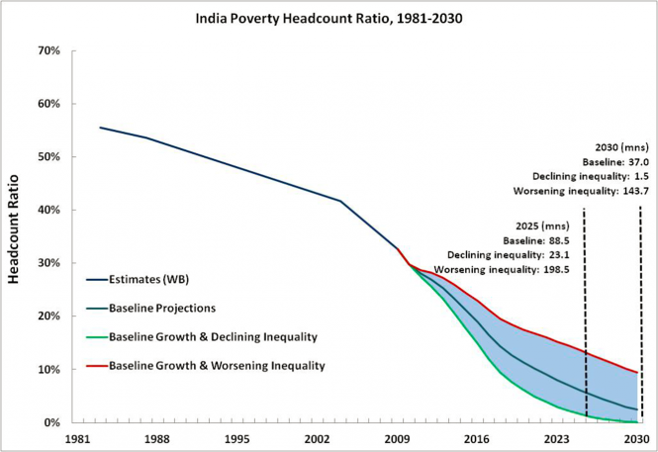 India Poverty Headcount Ratio, 1981-2030
Headcount Ratio
70%
60%
50%
40%
30%
20%
10%
0%
2030 (mns)
Baseline: 37.0
Declining inequality: 1.5
Worsening inequality: 143.7
2025 (mns)
Baseline: 88.5
Declining inequality: 23.1
Worsening inequality: 198.5
Estimates (WB)
Baseline Projections
Baseline Growth & Declining Inequality
Baseline Growth & Worsening Inequality
1981 1988 1995 2002 2009 2016 2023 2030